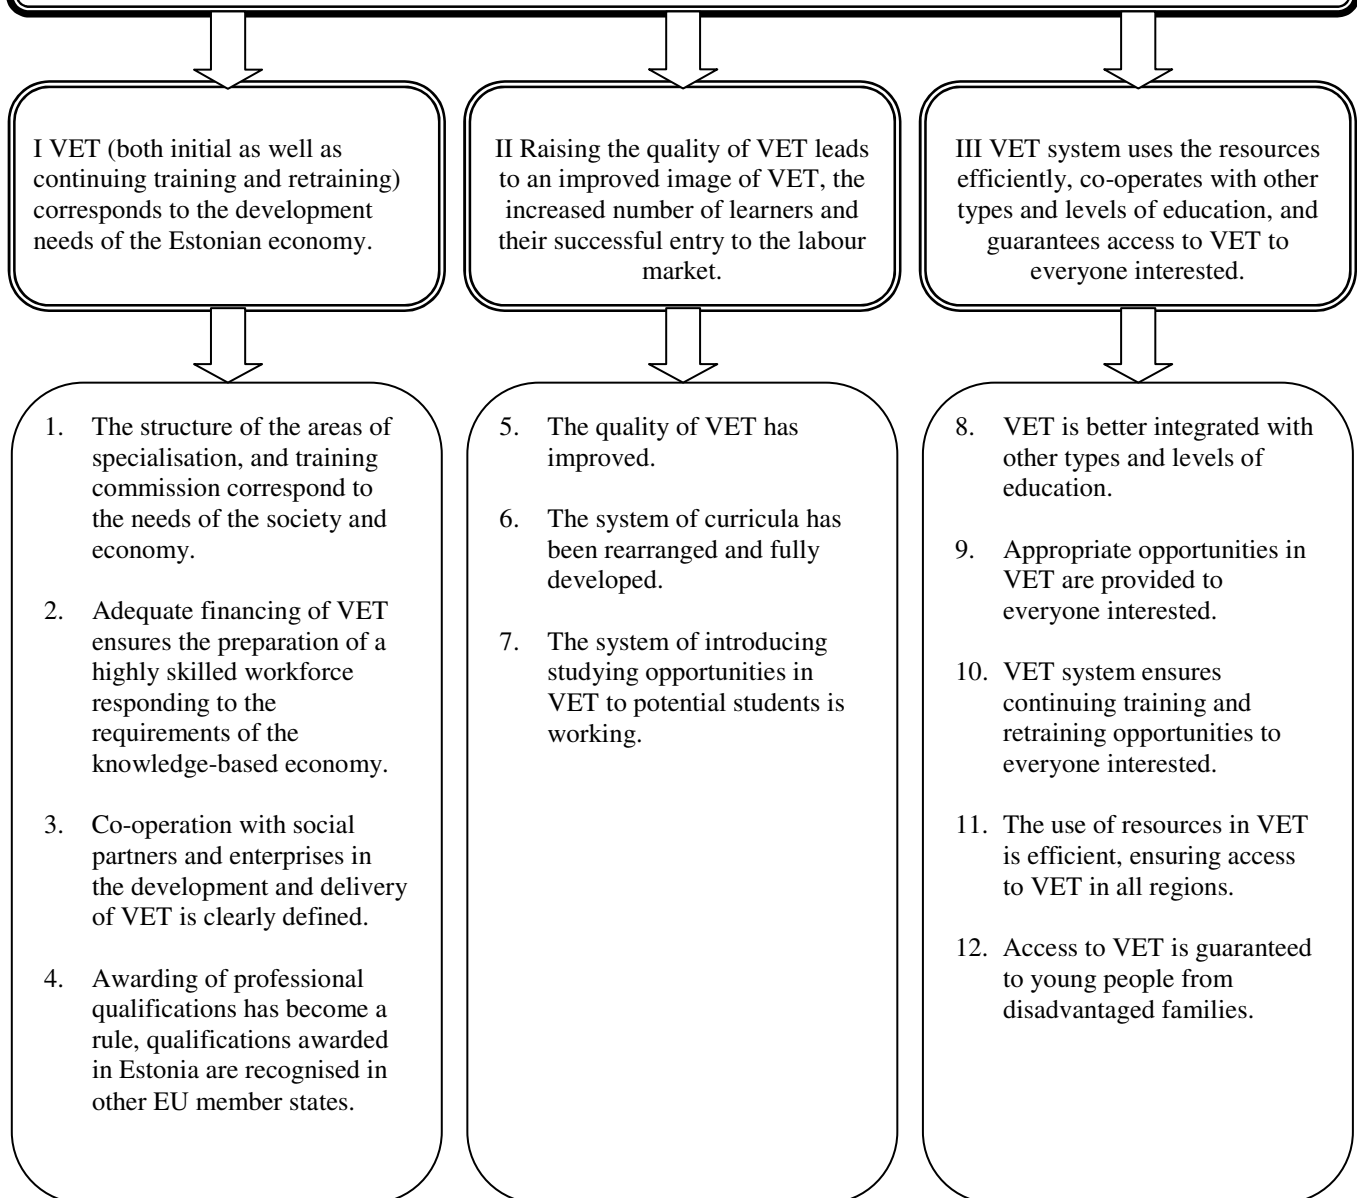 I VET (both initial as well as
continuing training and retraining)
corresponds to the development
needs of the Estonian economy.
II Raising the quality of VET leads
to an improved image of VET, the
increased number of learners and
their successful entry to the labour
market.
III VET system uses the resources
efficiently, co-operates with other
types and levels of education, and
guarantees access to VET to
everyone interested.
1. The structure of the areas of
specialisation, and training
commission correspond to
the needs of the society and
economy.
2. Adequate financing of VET
ensures the preparation of a
highly skilled workforce
responding to the
requirements of the
knowledge-based economy.
3. Co-operation with social
partners and enterprises in
the development and delivery
of VET is clearly defined.
4. Awarding of professional
qualifications has become a
rule, qualifications awarded
in Estonia are recognised in
other EU member states.
5. The quality of VET has
improved.
6. The system of curricula has
been rearranged and fully
developed.
7. The system of introducing
studying opportunities in
VET to potential students is
working.
8. VET is better integrated with
other types and levels of
education.
9. Appropriate opportunities in
VET are provided to
everyone interested.
10. VET system ensures
continuing training and
retraining opportunities to
everyone interested.
11. The use of resources in VET
is efficient, ensuring access
to VET in all regions.
12. Access to VET is guaranteed
to young people from
disadvantaged families.